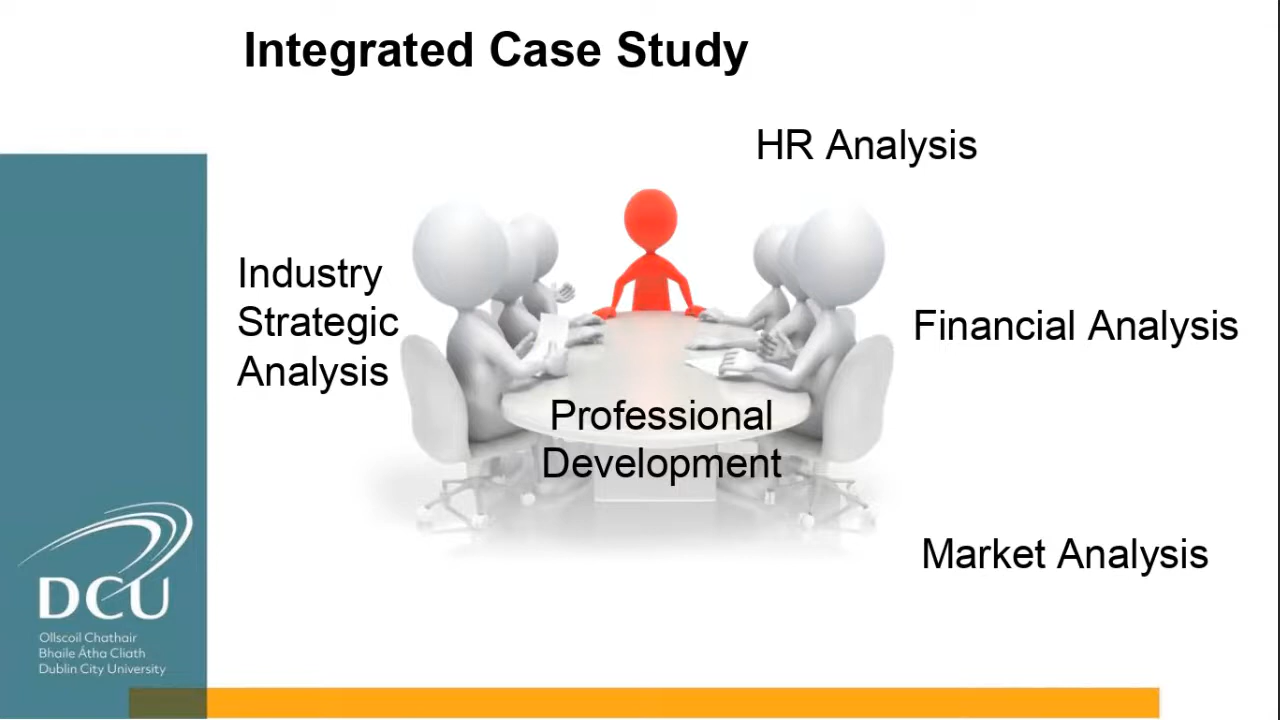 Integrated Case Study
HR Analysis
Industry
Strategic
Analysis
Financial Analysis
Professional
Development
Market Analysis
DCU
Ollscoil Chathair
Bhaile Átha Cliath
Dublin City University